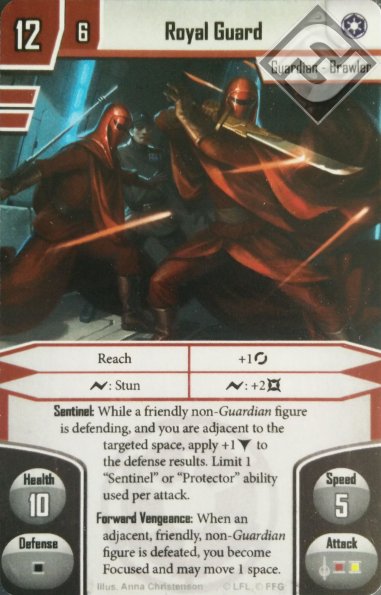 12 6 Royal Guard
Guardian - Brawler
Reach +1
: Stun : +2
Sentinel: While a friendly non-Guardian figure
is defending, and you are adjacent to the
targeted space, apply +1 to
the defense results. Limit 1
"Sentinel" or "Protector" ability
used per attack.
Forward Vengeance: When an
adjacent, friendly, non-Guardian
figure is defeated, you become
Focused and may move 1 space.
Health
10
Defense
Speed
5
Attack
Illus. Anna Christenson © LFL © FFG